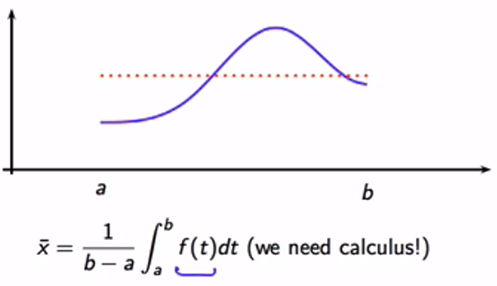 a b
x̄ = 1/(b − a) ∫_a^b f(t)dt (we need calculus!)